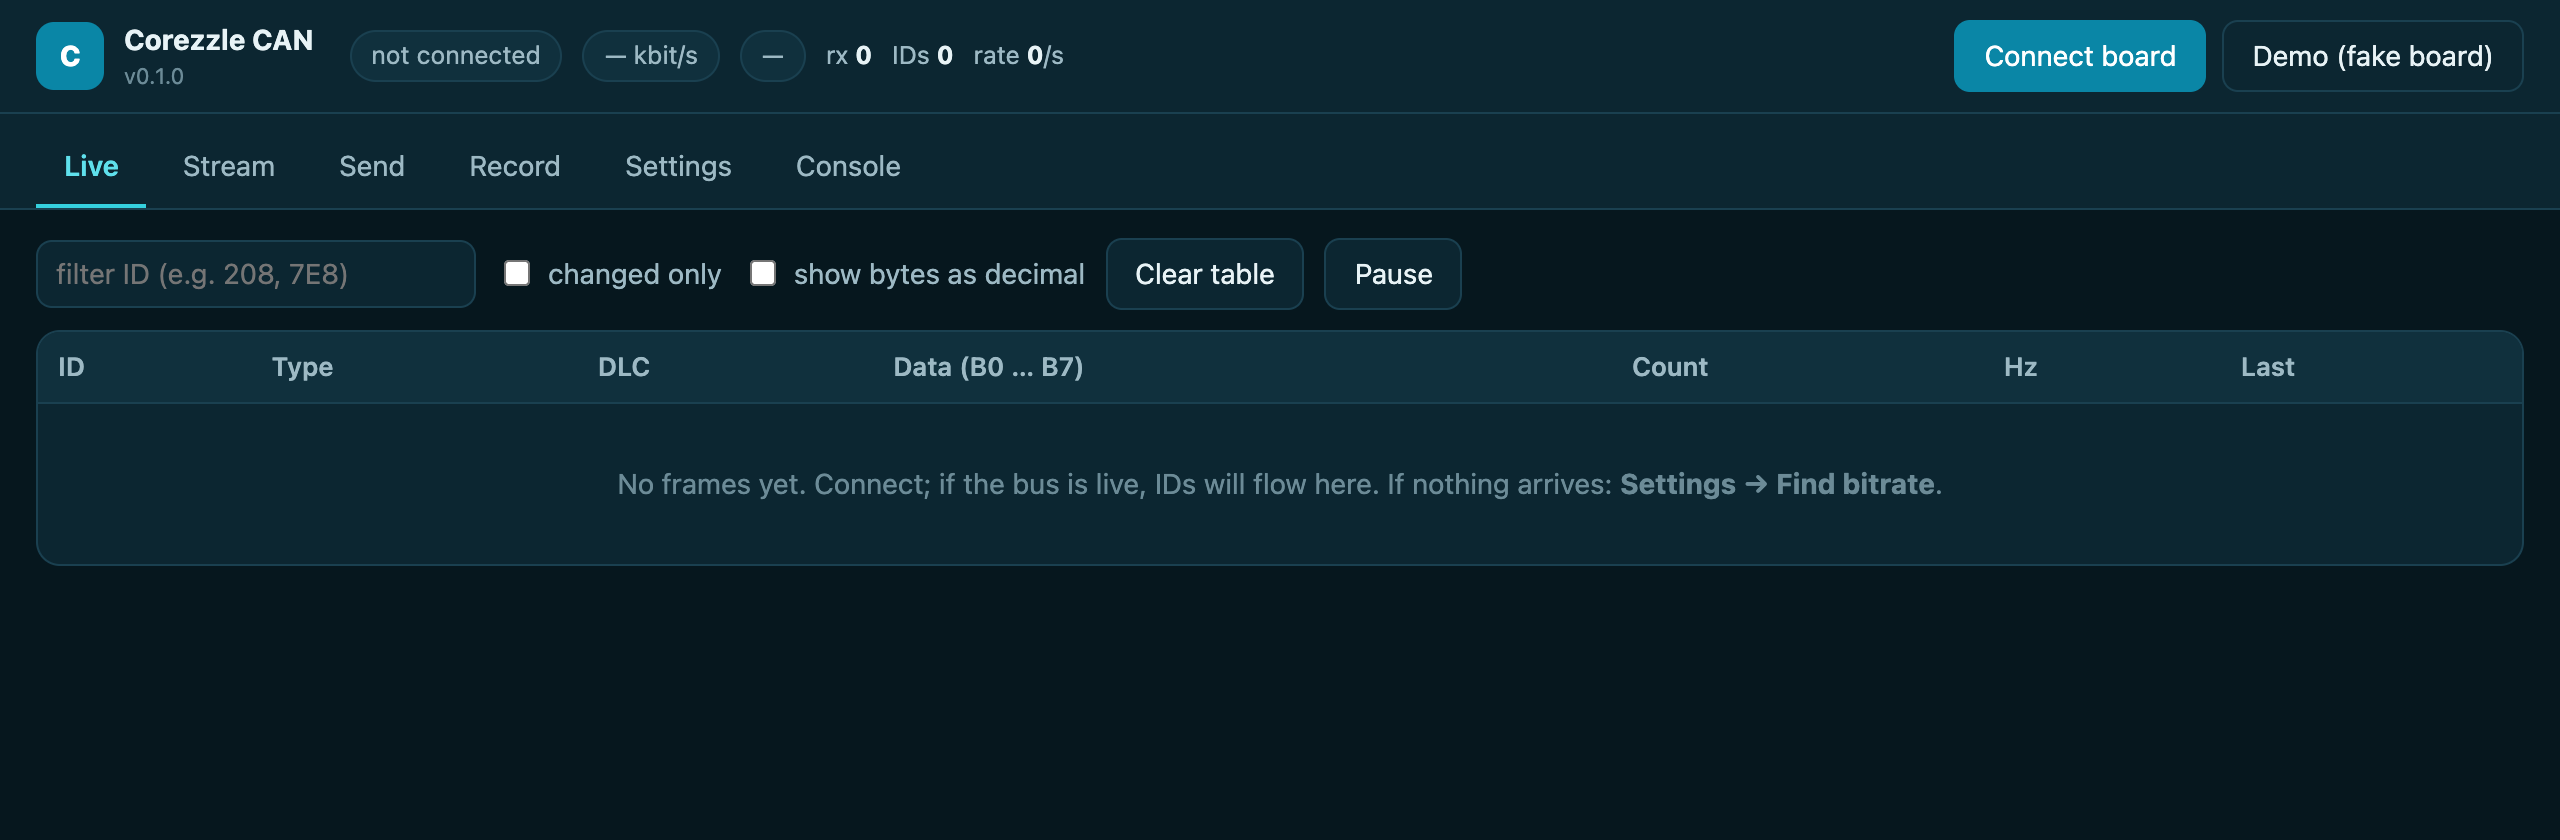 C
Corezzle CAN
v0.1.0
not connected
— kbit/s
—
rx 0 IDs 0 rate 0/s
Connect board
Demo (fake board)
Live Stream Send Record Settings Console
filter ID (e.g. 208, 7E8)
changed only
show bytes as decimal
Clear table
Pause
ID Type DLC Data (B0 ... B7) Count Hz Last
No frames yet. Connect; if the bus is live, IDs will flow here. If nothing arrives: Settings → Find bitrate.